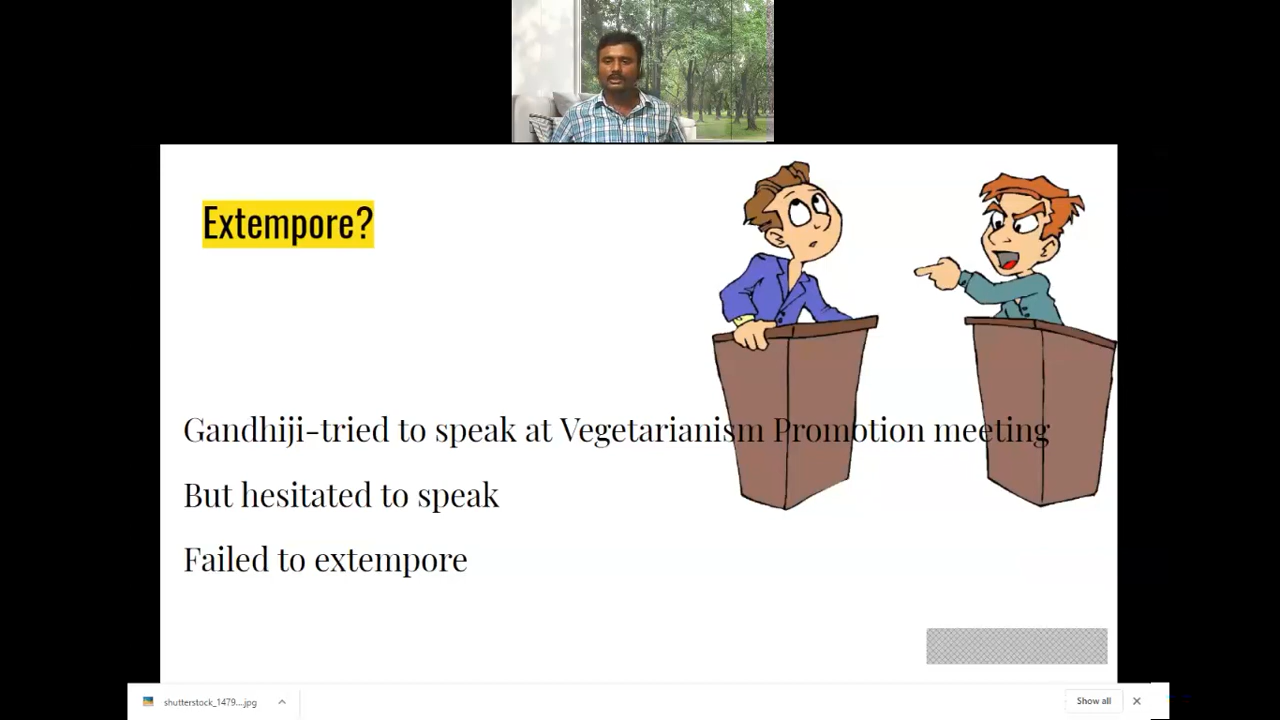 Extempore?
Gandhiji-tried to speak at Vegetarianism Promotion meeting
But hesitated to speak
Failed to extempore
shutterstock_1479....jpg
Show all